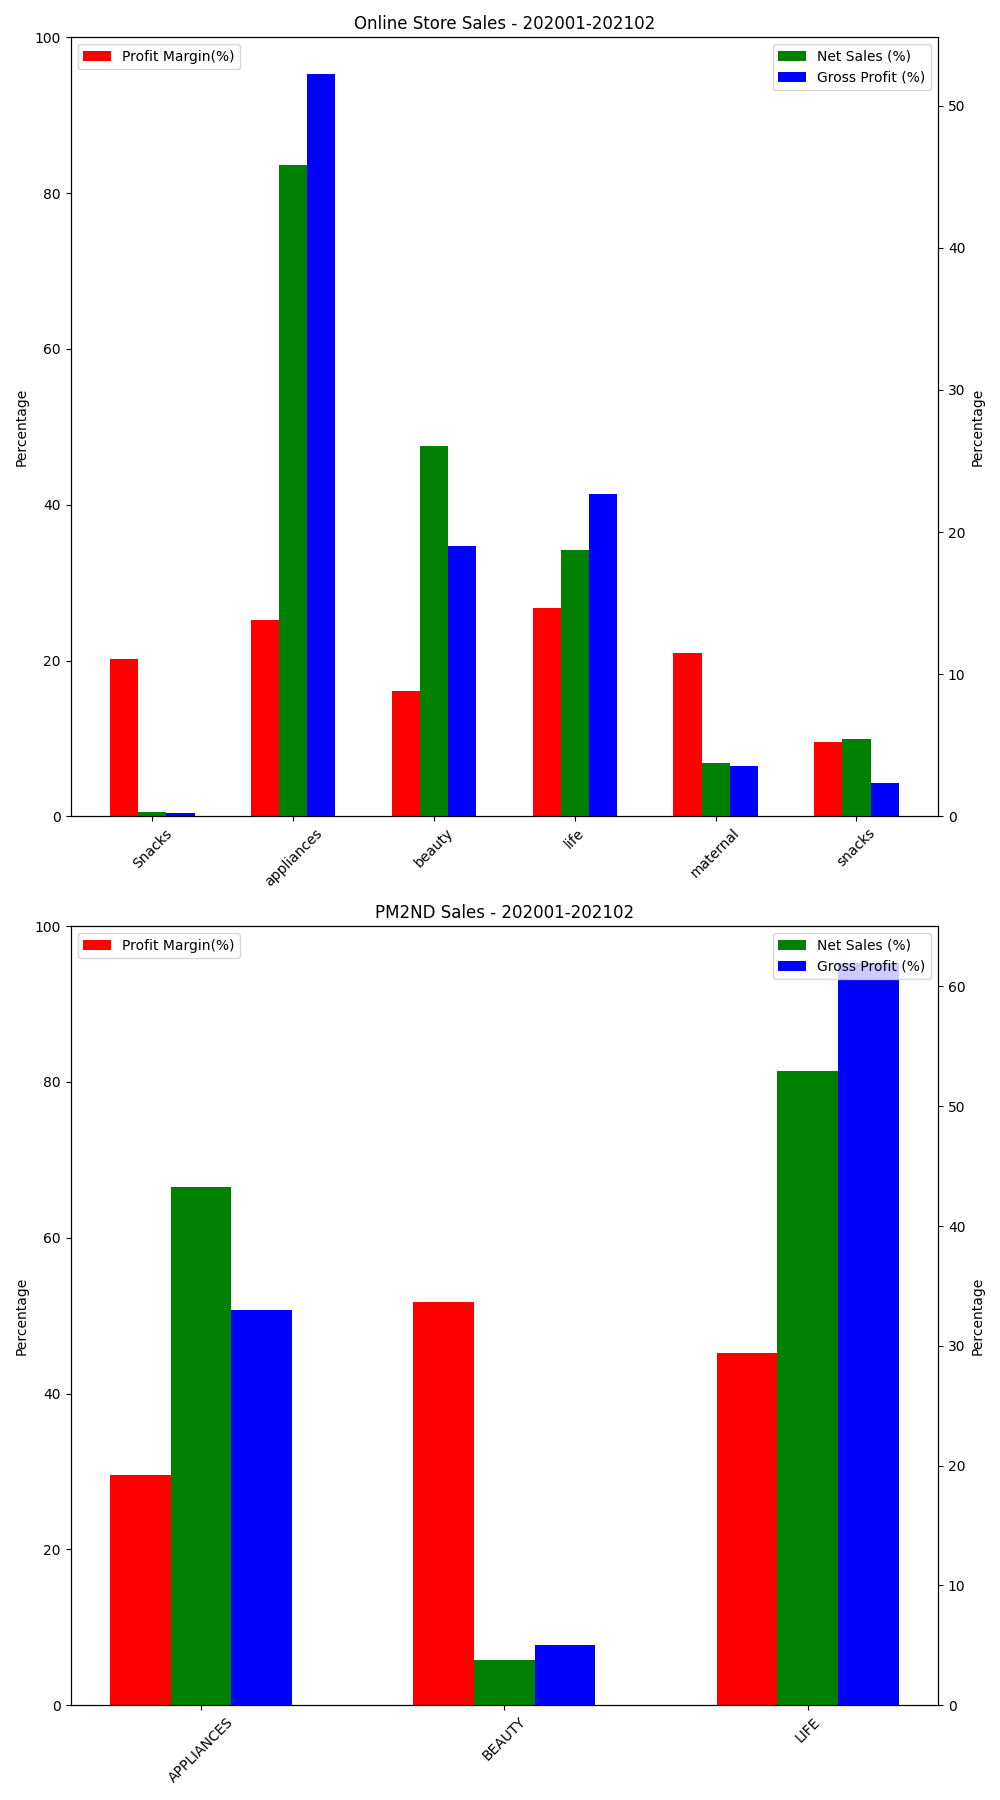 Online Store Sales - 202001-202102
Profit Margin(%)
Net Sales (%)
Gross Profit (%)
100
80
60
40
20
0
Percentage
50
40
30
20
10
0
Percentage
Snacks
appliances
beauty
life
maternal
snacks
PM2ND Sales - 202001-202102
Profit Margin(%)
Net Sales (%)
Gross Profit (%)
100
80
60
40
20
0
Percentage
60
50
40
30
20
10
0
Percentage
APPLIANCES
BEAUTY
LIFE